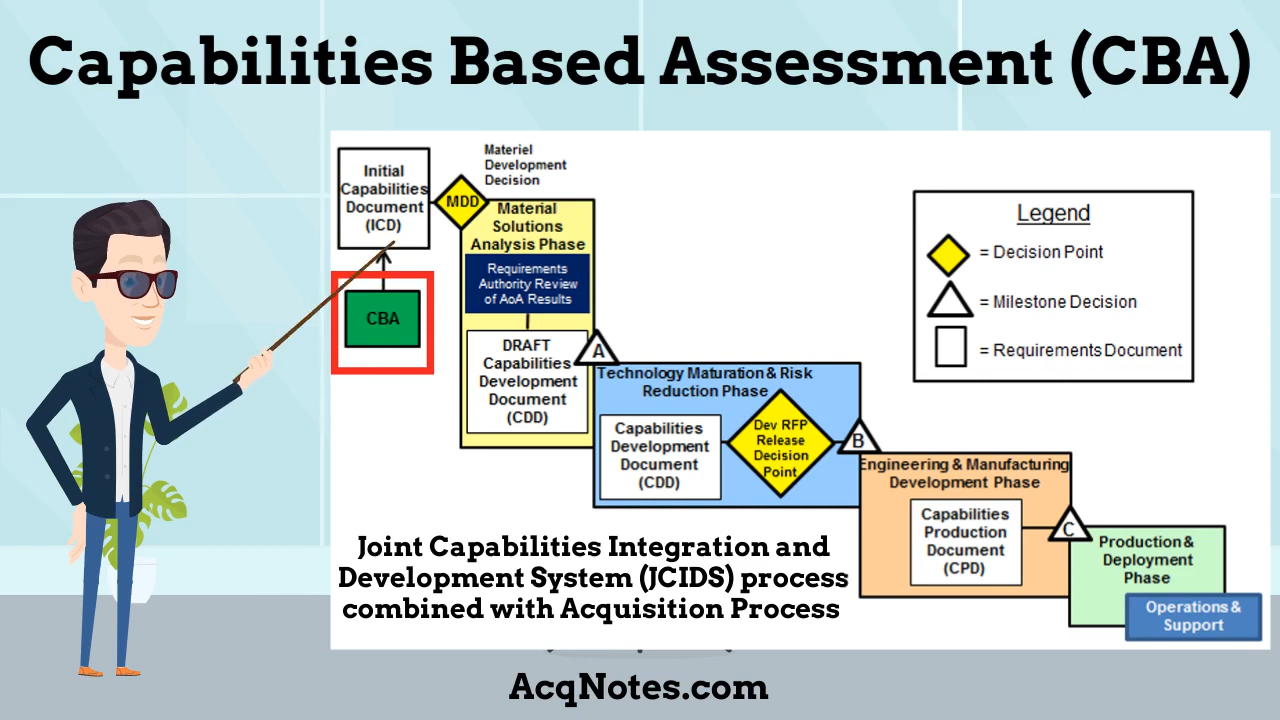 Capabilities Based Assessment (CBA)
Initial
Capabilities
Document
(ICD)
MDD
Materiel
Development
Decision
CBA
Material
Solutions
Analysis Phase
Requirements
Authority Review
of AoA Results
DRAFT
Capabilities
Development
Document
(CDD)
A
Technology Maturation & Risk
Reduction Phase
Capabilities
Development
Document
(CDD)
Dev RFP
Release
Decision
Point
B
Engineering & Manufacturing
Development Phase
Capabilities
Production
Document
(CPD)
C
Production &
Deployment
Phase
Operations &
Support
Legend
= Decision Point
= Milestone Decision
= Requirements Document
Joint Capabilities Integration and
Development System (JCIDS) process
combined with Acquisition Process
AcqNotes.com